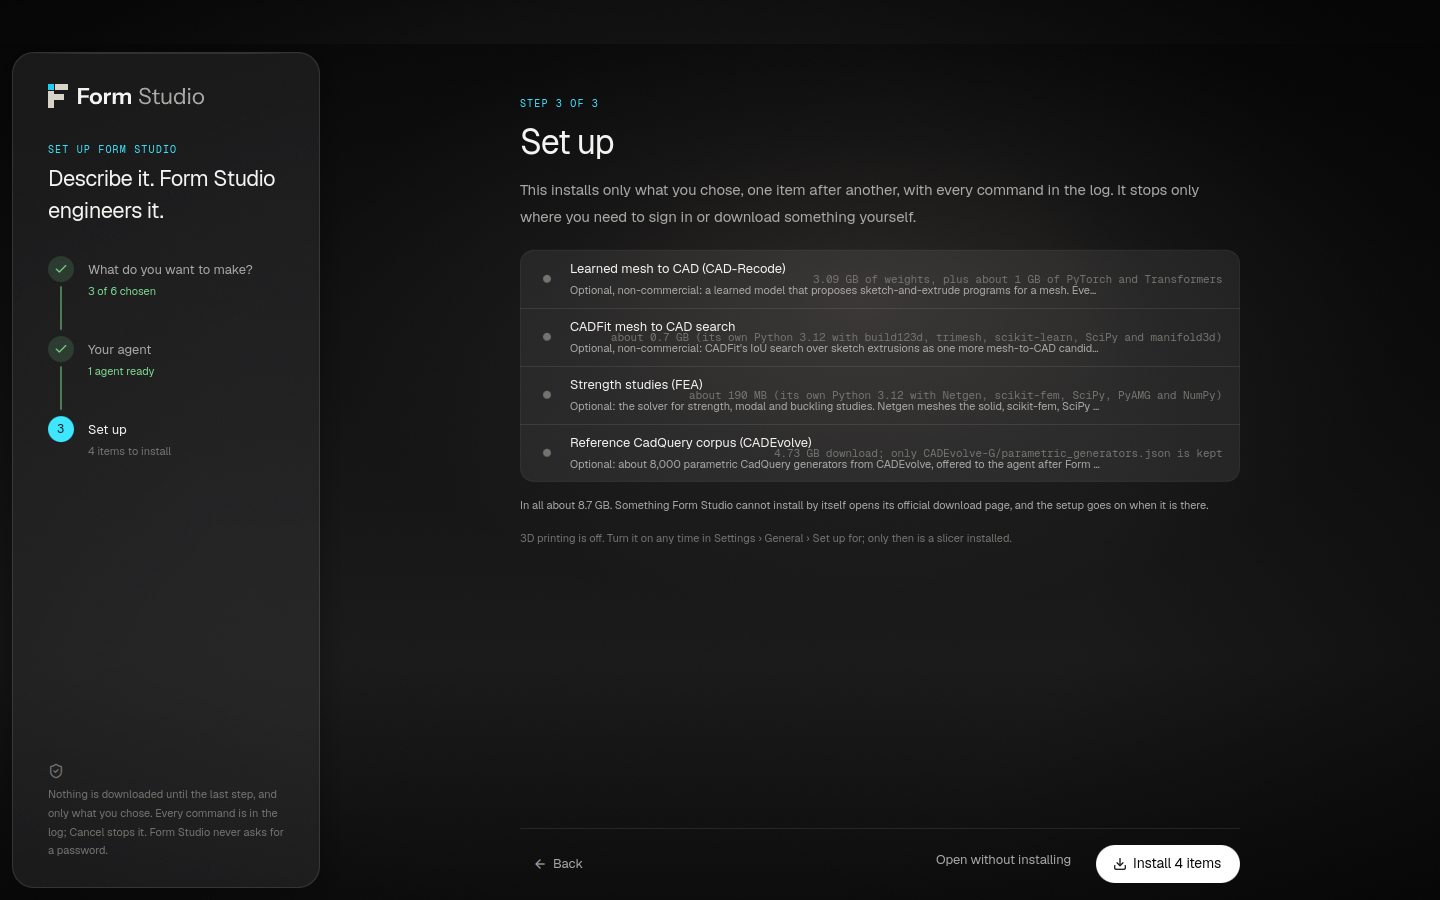 Form Studio
SET UP FORM STUDIO
Describe it. Form Studio
engineers it.
What do you want to make?
3 of 6 chosen
Your agent
1 agent ready
3
Set up
4 items to install
Nothing is downloaded until the last step, and
only what you chose. Every command is in the
log; Cancel stops it. Form Studio never asks for
a password.
STEP 3 OF 3
Set up
This installs only what you chose, one item after another, with every command in the log. It stops only
where you need to sign in or download something yourself.
Learned mesh to CAD (CAD-Recode)
3.09 GB of weights, plus about 1 GB of PyTorch and Transformers
Optional, non-commercial: a learned model that proposes sketch-and-extrude programs for a mesh. Eve...
CADFit mesh to CAD search
about 0.7 GB (its own Python 3.12 with build123d, trimesh, scikit-learn, SciPy and manifold3d)
Optional, non-commercial: CADFit's IoU search over sketch extrusions as one more mesh-to-CAD candid...
Strength studies (FEA)
about 190 MB (its own Python 3.12 with Netgen, scikit-fem, SciPy, PyAMG and NumPy)
Optional: the solver for strength, modal and buckling studies. Netgen meshes the solid, scikit-fem, SciPy ...
Reference CadQuery corpus (CADEvolve)
4.73 GB download; only CADEvolve-G/parametric_generators.json is kept
Optional: about 8,000 parametric CadQuery generators from CADEvolve, offered to the agent after Form ...
In all about 8.7 GB. Something Form Studio cannot install by itself opens its official download page, and the setup goes on when it is there.
3D printing is off. Turn it on any time in Settings › General › Set up for; only then is a slicer installed.
Back
Open without installing
Install 4 items